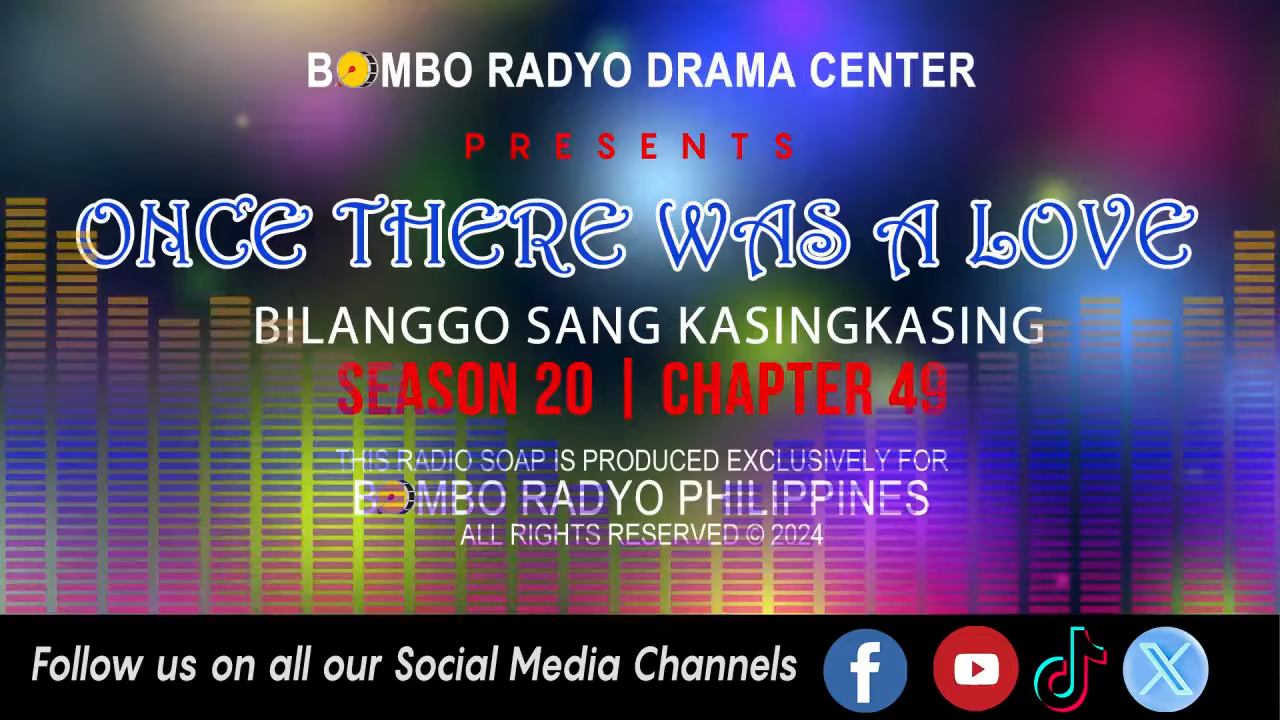 BOMBO RADYO DRAMA CENTER
PRESENTS
ONCE THERE WAS A LOVE
BILANGGO SANG KASINGKASING
SEASON 20 | CHAPTER 49
THIS RADIO SOAP IS PRODUCED EXCLUSIVELY FOR
BOMBO RADYO PHILIPPINES
ALL RIGHTS RESERVED © 2024
Follow us on all our Social Media Channels